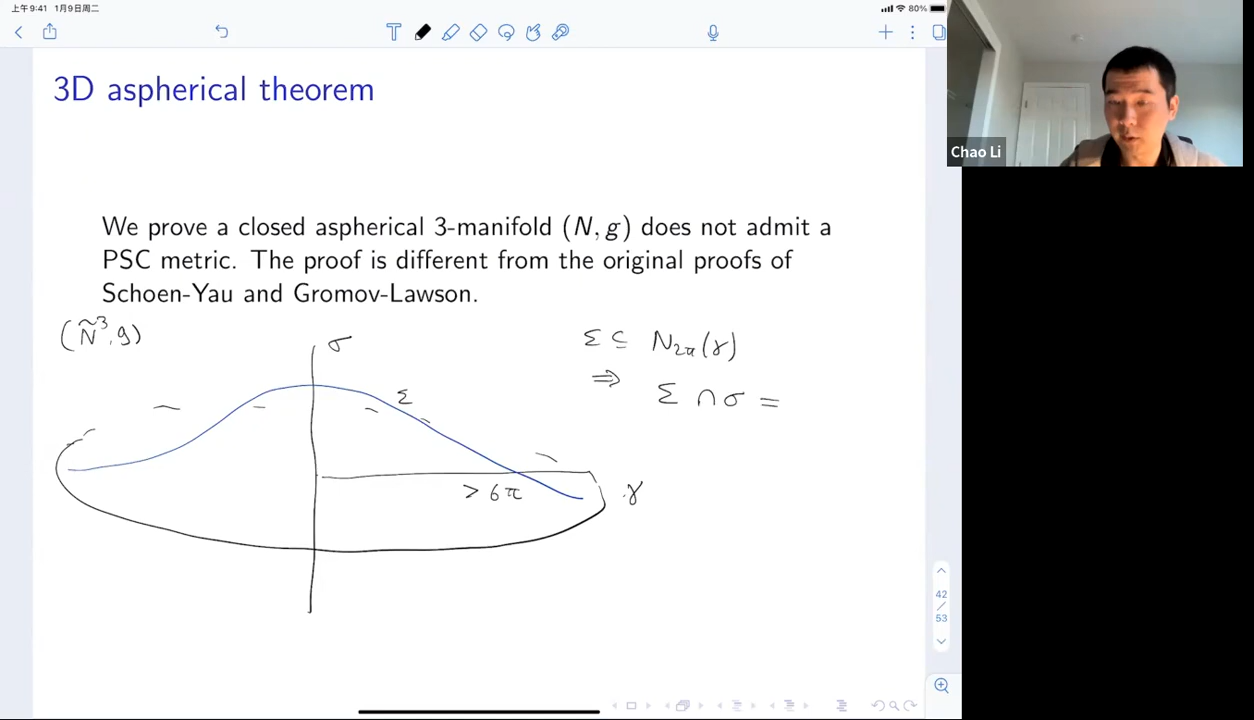 上午9:41 1月9日周二
80%
3D aspherical theorem
Chao Li
We prove a closed aspherical 3-manifold (N, g) does not admit a
PSC metric. The proof is different from the original proofs of
Schoen-Yau and Gromov-Lawson.
(Ñ³, g)
σ
Σ ⊆ N₂π(γ)
⇒ Σ ∩ σ =
Σ
> 6π
γ
42
/
53